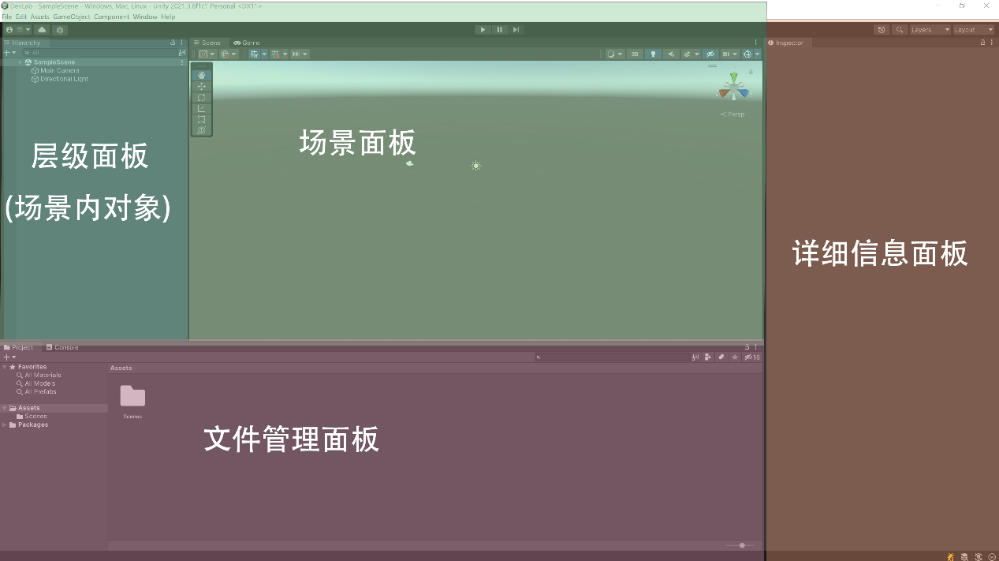 DevLab - SampleScene - Windows, Mac, Linux - Unity 2021.3.8f1c1 Personal <DX11>
File Edit Assets GameObject Component Window Help
Layers Layout
Hierarchy
Scene Game
Inspector
All
SampleScene
Main Camera
Directional Light
2D
Persp
场景面板
层级面板
(场景内对象)
详细信息面板
Project Console
16
Favorites
All Materials
All Models
All Prefabs
Assets
Scenes
Packages
Assets
Scenes
文件管理面板